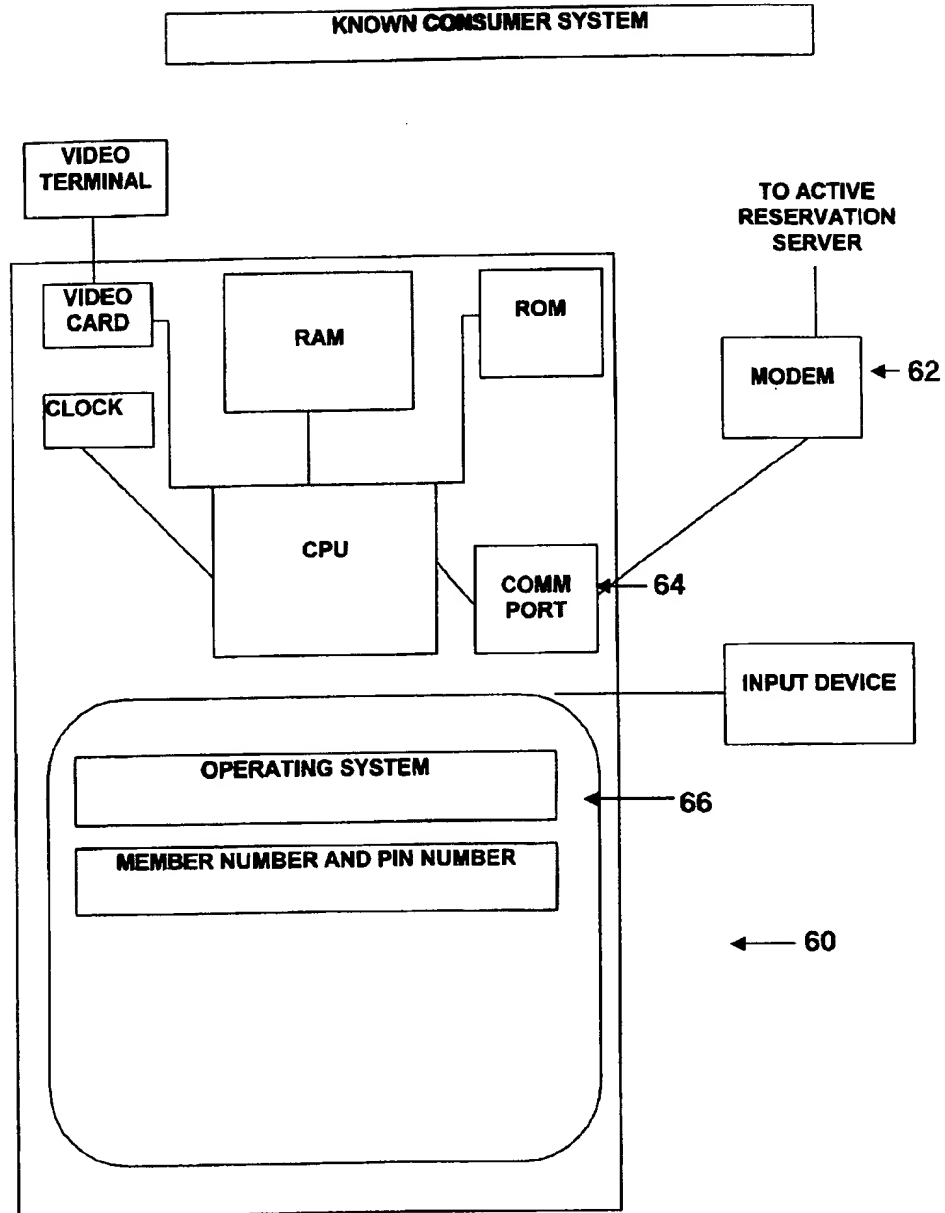 KNOWN CONSUMER SYSTEM
VIDEO
TERMINAL
TO ACTIVE
RESERVATION
SERVER
VIDEO
CARD
RAM
ROM
MODEM
62
CLOCK
CPU
COMM
PORT
64
INPUT DEVICE
OPERATING SYSTEM
66
MEMBER NUMBER AND PIN NUMBER
60